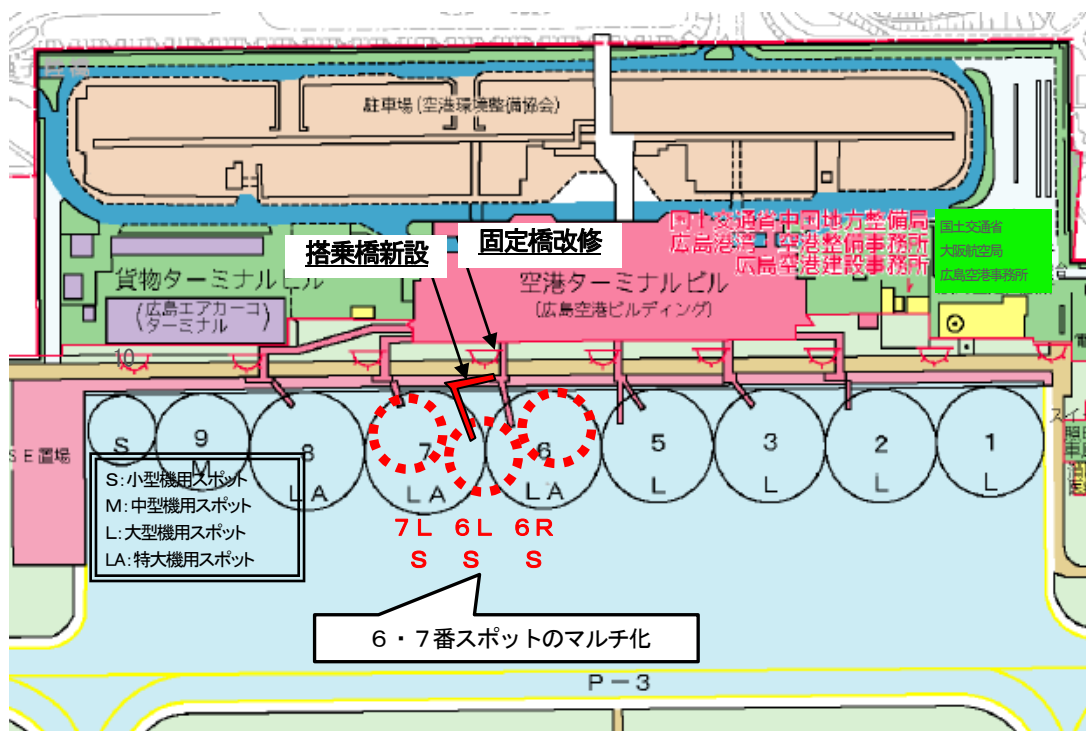 駐車場(空港環境整備協会)
国土交通省中国地方整備局
広島港湾・空港整備事務所
広島空港建設事務所
国土交通省
大阪航空局
広島空港事務所
搭乗橋新設
固定橋改修
貨物ターミナルビル
(広島エアカーゴ
ターミナル)
空港ターミナルビル
(広島空港ビルディング)
10
S
9
M
8
LA
7
LA
6
LA
5
L
3
L
2
L
1
L
SE置場
S:小型機用スポット
M:中型機用スポット
L:大型機用スポット
LA:特大機用スポット
7L 6L 6R
S S S
6・7番スポットのマルチ化
P-3